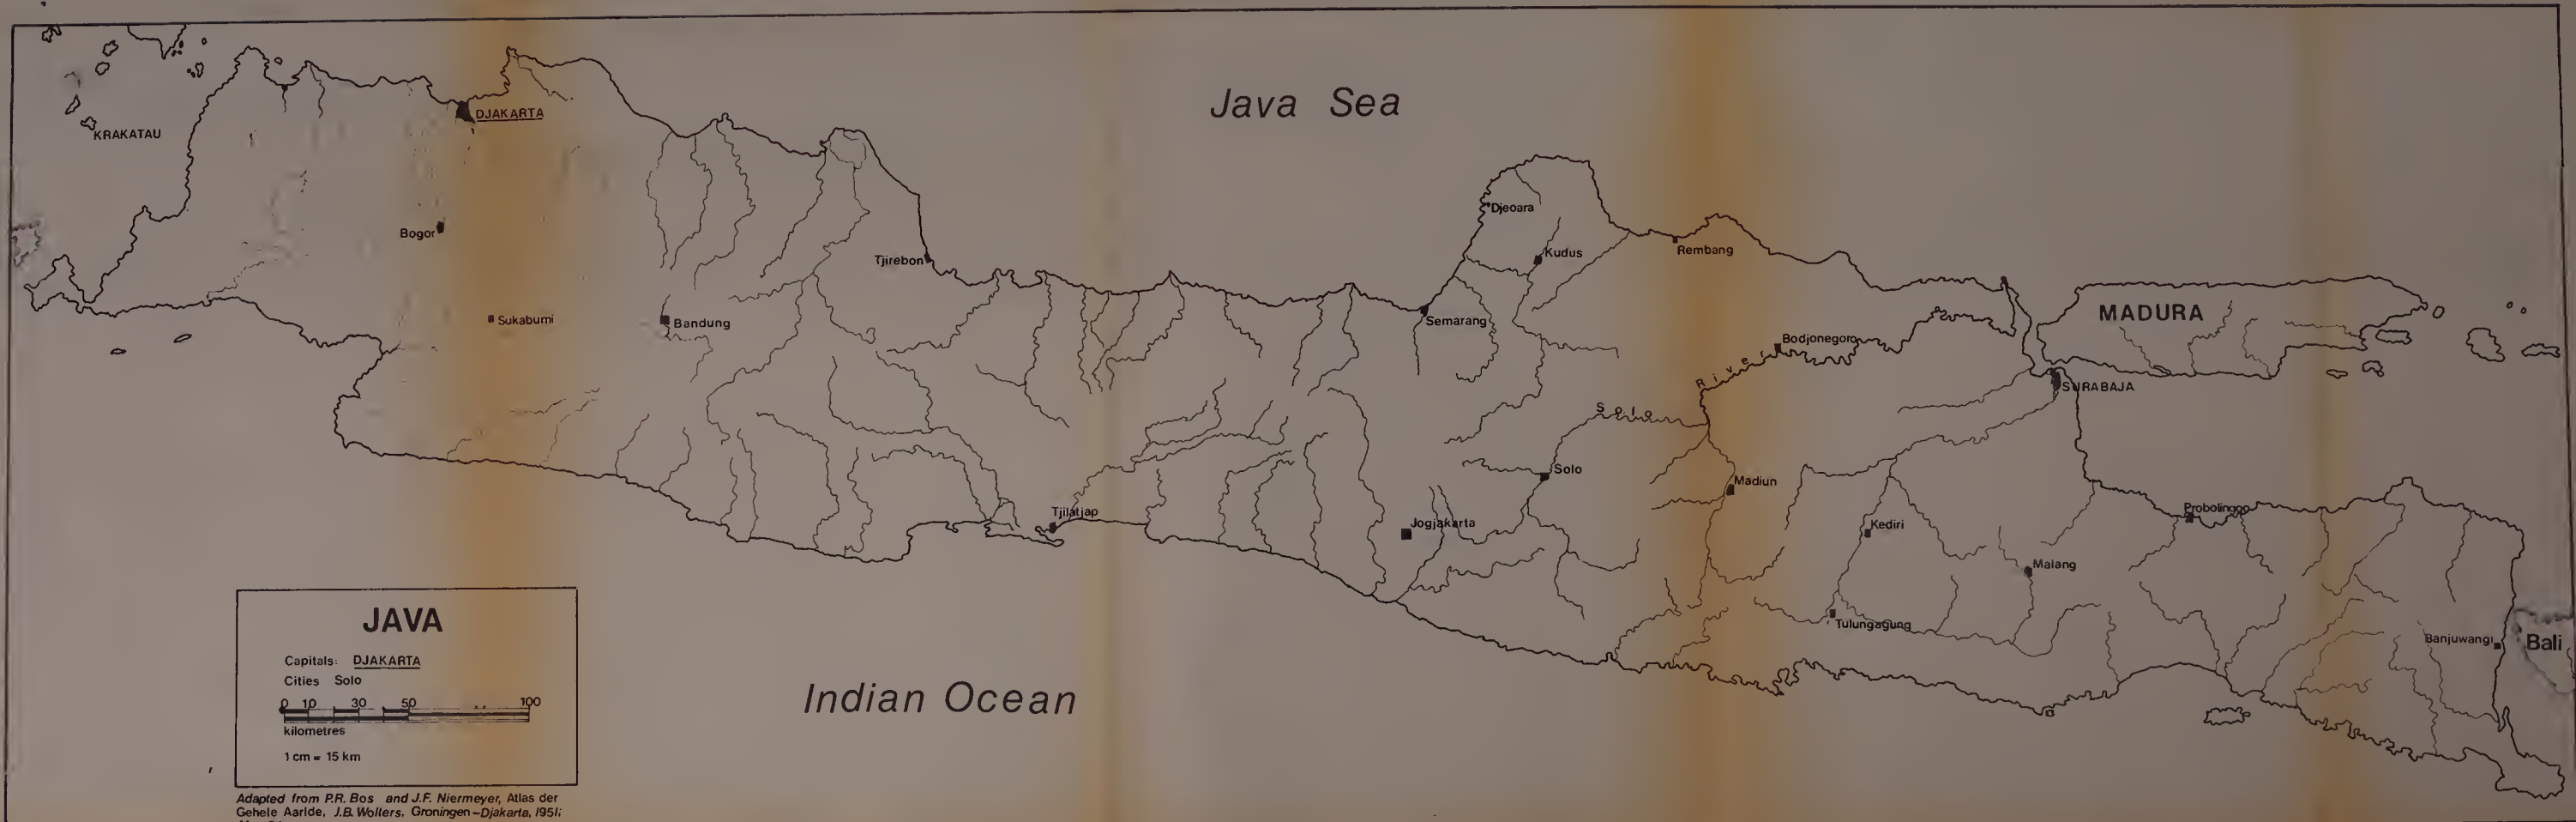 Java Sea
KRAKATAU
DJAKARTA
Bogor
Sukabumi
Bandung
Tjirebon
Djeoara
Kudus
Rembang
Semarang
Bodjonegoro
River
Solo
MADURA
SURABAJA
Solo
Madiun
Tjilatjap
Jogjakarta
Kediri
Probolinggo
Malang
Tulungagung
Banjuwangi
Bali
Indian Ocean
JAVA
Capitals: DJAKARTA
Cities Solo
0 10 30 50 100
kilometres
1 cm = 15 km
Adapted from P.R. Bos and J.F. Niermeyer, Atlas der
Gehele Aarlde, J.B. Wolters, Groningen-Djakarta, 1951;